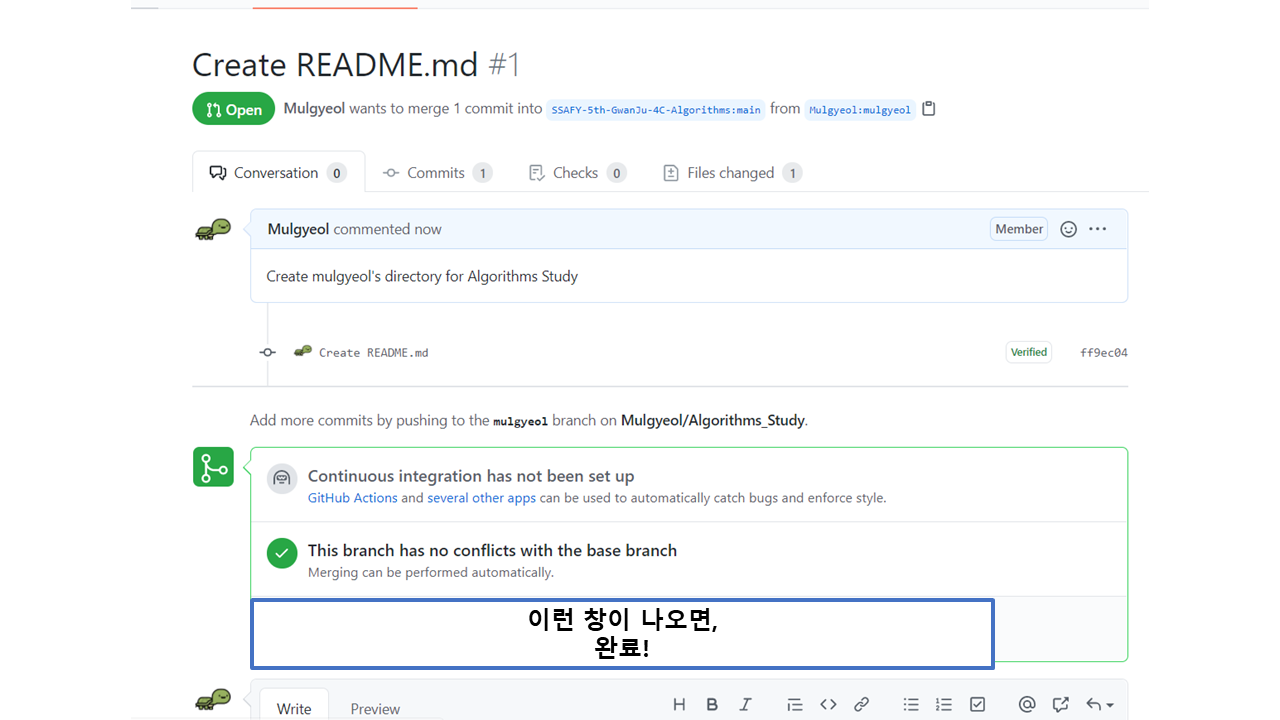 Create README.md #1
Open Mulgyeol wants to merge 1 commit into SSAFY-5th-GwanJu-4C-Algorithms:main from Mulgyeol:mulgyeol
Conversation 0 Commits 1 Checks 0 Files changed 1
Mulgyeol commented now Member
Create mulgyeol's directory for Algorithms Study
Create README.md Verified ff9ec04
Add more commits by pushing to the mulgyeol branch on Mulgyeol/Algorithms_Study.
Continuous integration has not been set up
GitHub Actions and several other apps can be used to automatically catch bugs and enforce style.
This branch has no conflicts with the base branch
Merging can be performed automatically.
이런 창이 나오면,
완료!
Write Preview